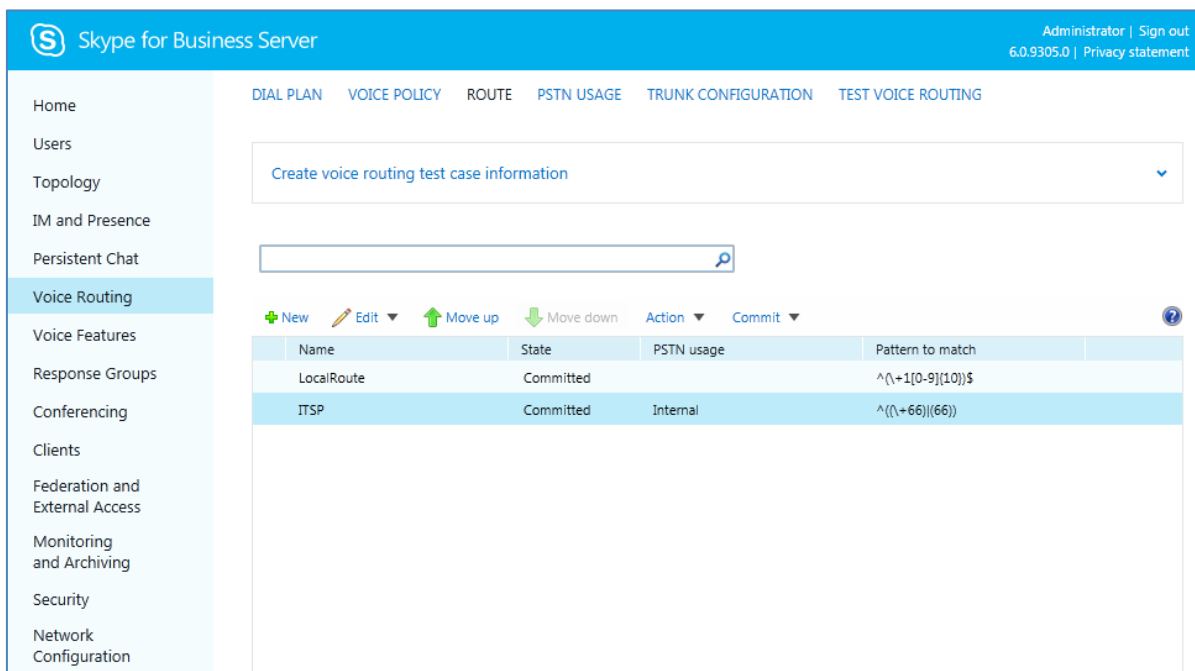 Skype for Business Server
Administrator | Sign out
6.0.9305.0 | Privacy statement
Home
Users
Topology
IM and Presence
Persistent Chat
Voice Routing
Voice Features
Response Groups
Conferencing
Clients
Federation and
External Access
Monitoring
and Archiving
Security
Network
Configuration
DIAL PLAN VOICE POLICY ROUTE PSTN USAGE TRUNK CONFIGURATION TEST VOICE ROUTING
Create voice routing test case information
New Edit Move up Move down Action Commit
Name State PSTN usage Pattern to match
LocalRoute Committed ^(\+1[0-9]{10})$
ITSP Committed Internal ^((\+66)|(66))